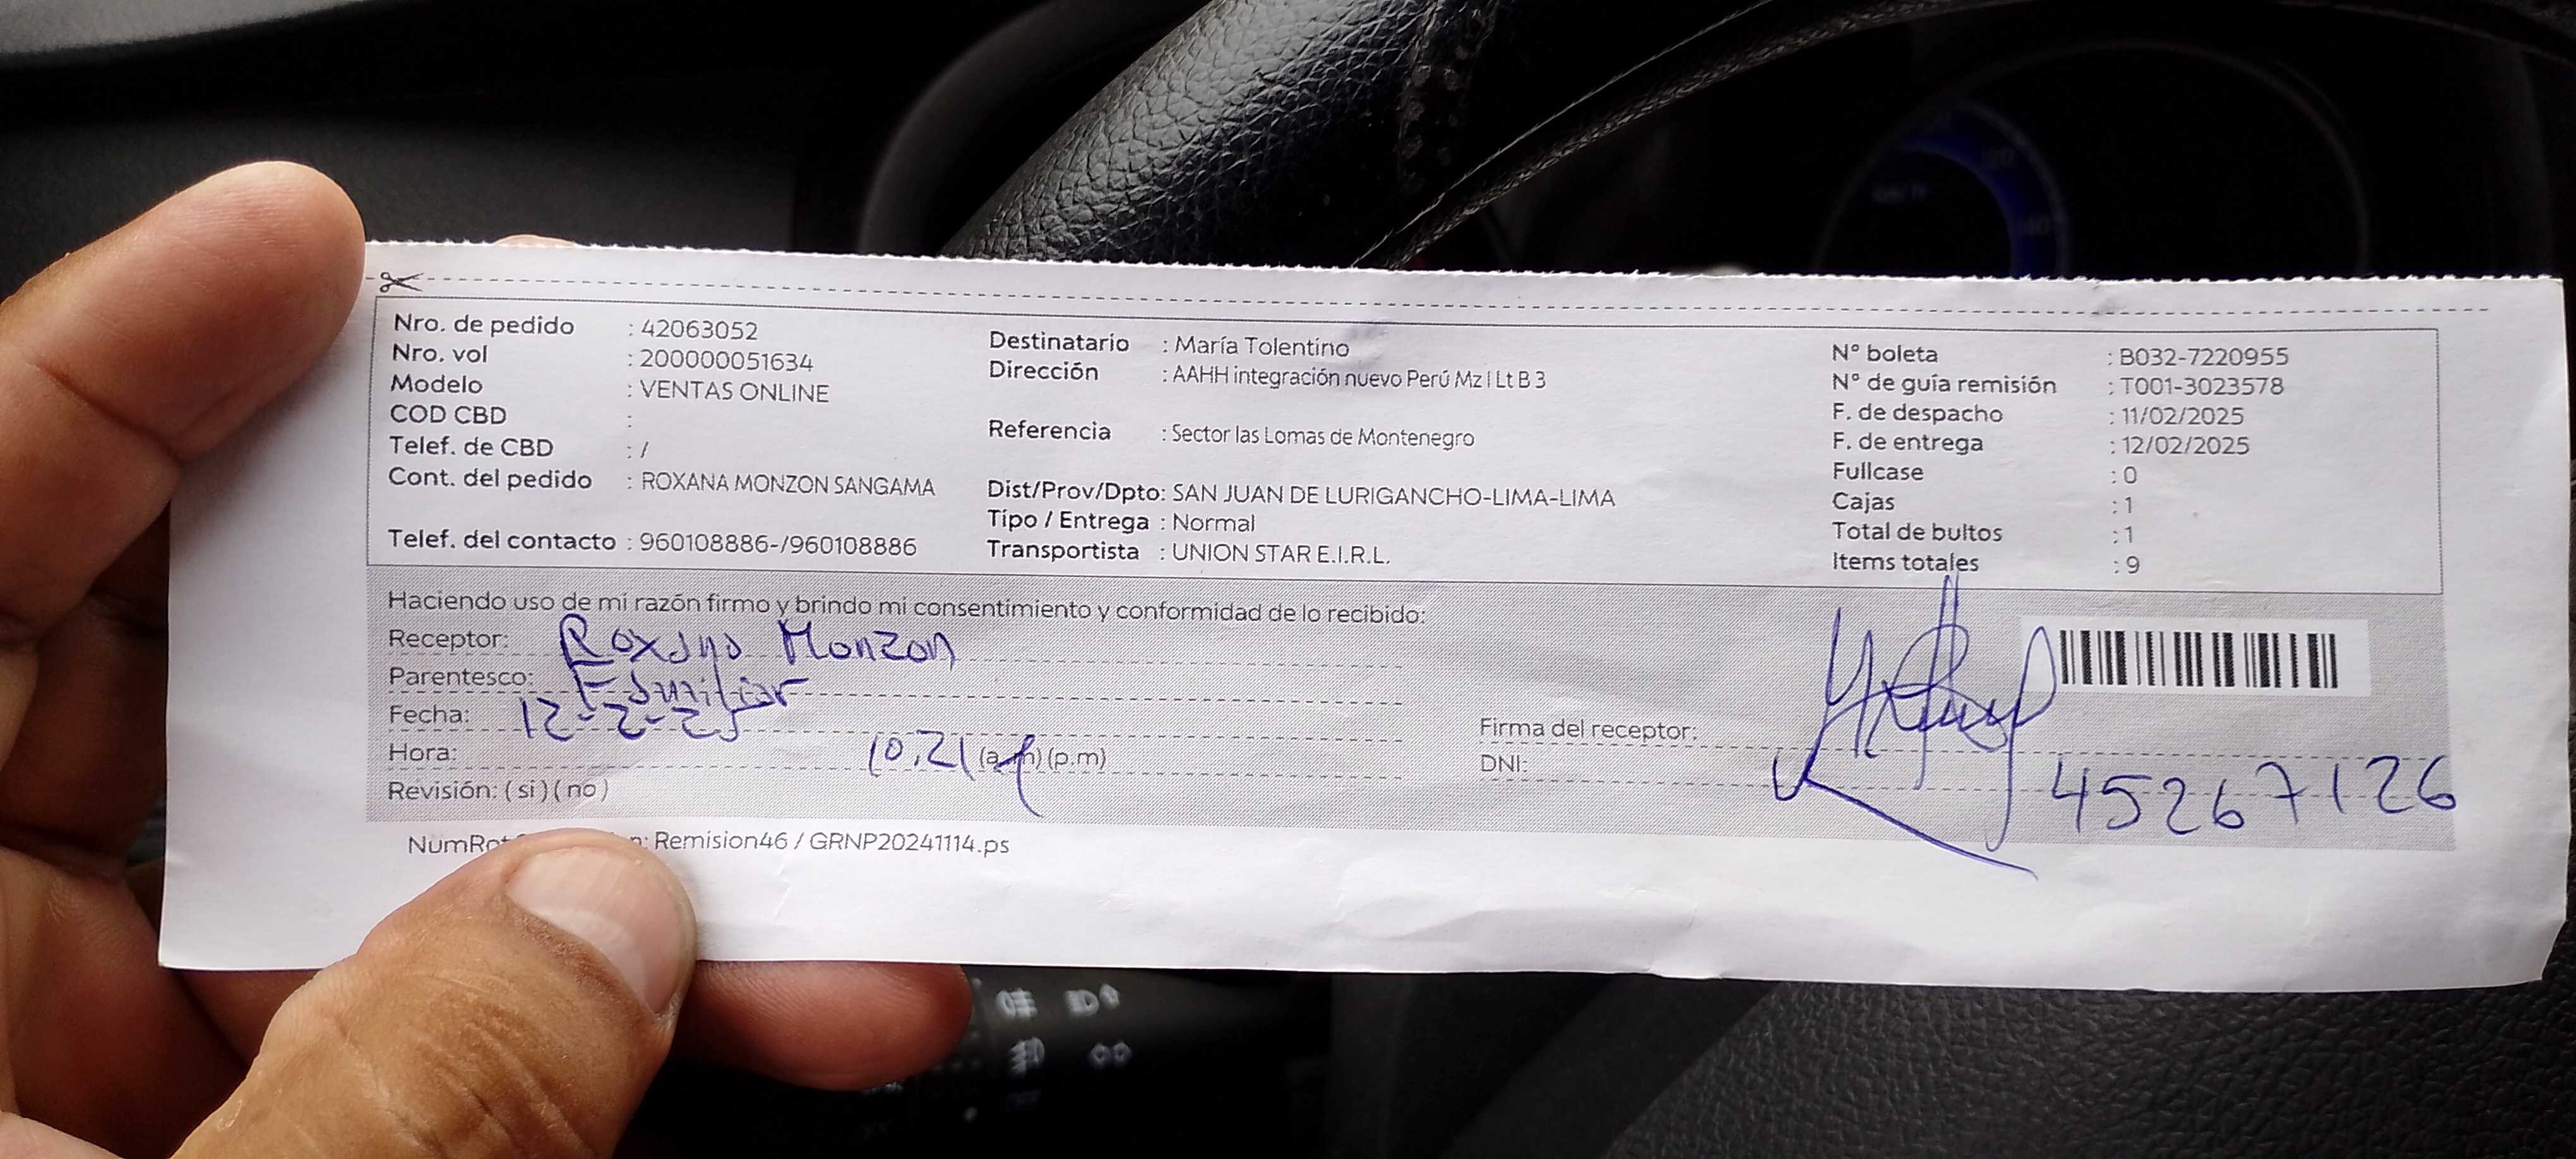 Nro. de pedido : 42063052
Nro. vol : 200000051634
Modelo : VENTAS ONLINE
COD CBD :
Telef. de CBD : /
Cont. del pedido : ROXANA MONZON SANGAMA
Telef. del contacto : 960108886-/960108886
Destinatario : María Tolentino
Dirección : AAHH integración nuevo Perú Mz I Lt B 3
Referencia : Sector las Lomas de Montenegro
Dist/Prov/Dpto: SAN JUAN DE LURIGANCHO-LIMA-LIMA
Tipo / Entrega : Normal
Transportista : UNION STAR E.I.R.L.
N° boleta : B032-7220955
N° de guía remisión : T001-3023578
F. de despacho : 11/02/2025
F. de entrega : 12/02/2025
Fullcase : 0
Cajas : 1
Total de bultos : 1
Items totales : 9
Haciendo uso de mi razón firmo y brindo mi consentimiento y conformidad de lo recibido:
Receptor: Roxana Monzon
Parentesco: Familiar
Fecha: 12-2-25
Hora: 10.21 (a.m) (p.m)
Revisión: ( si ) ( no )
Firma del receptor:
DNI: 45267126
Remision46 / GRNP20241114.ps